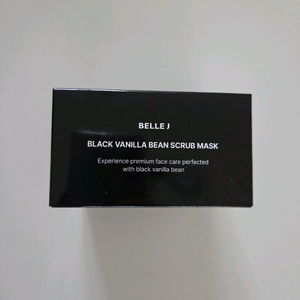 BELLE J
BLACK VANILLA BEAN SCRUB MASK
Experience premium face care perfected
with black vanilla bean